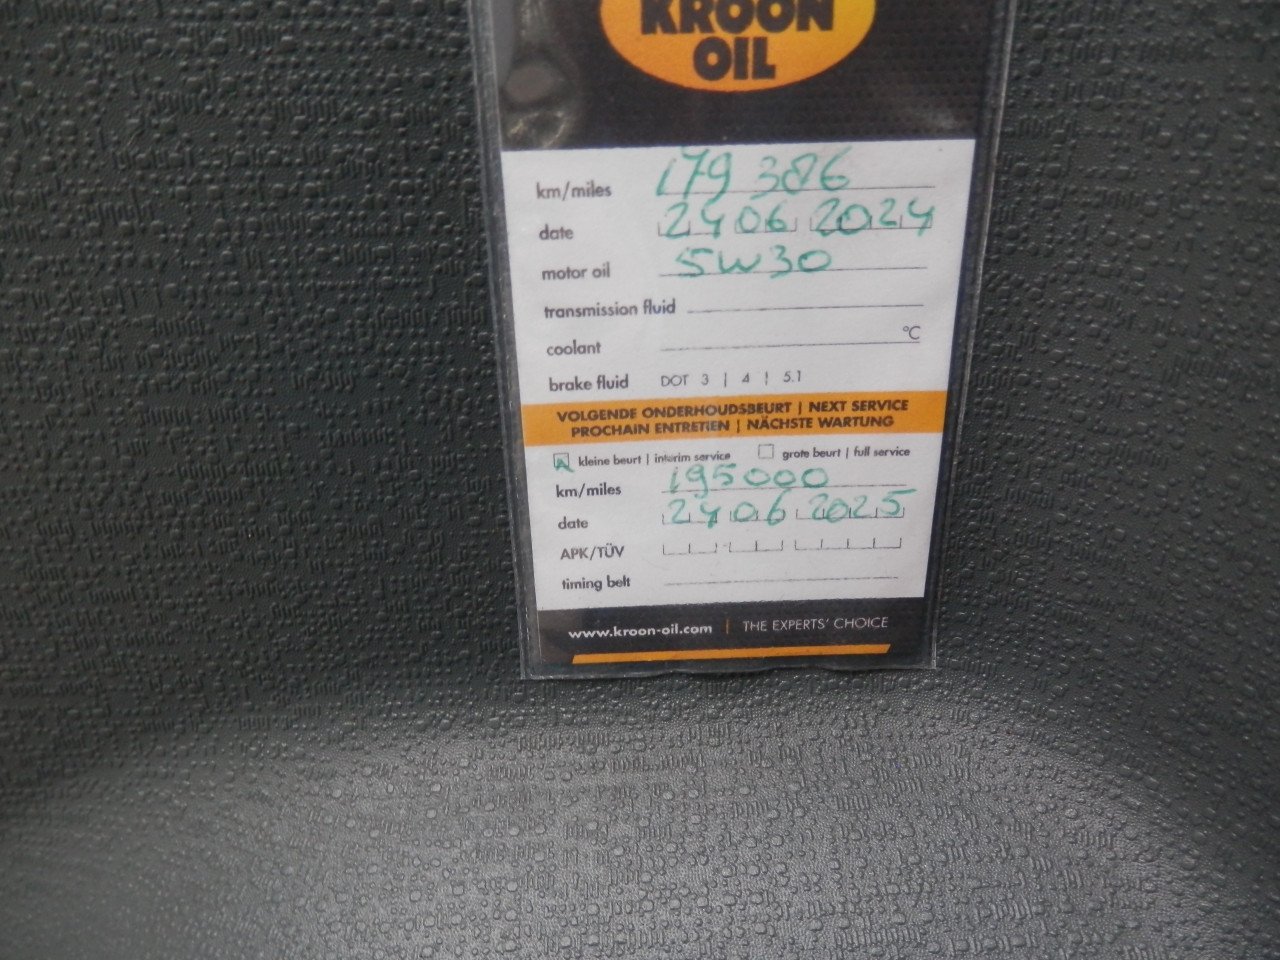 KROON
OIL
km/miles 179 386
date 24 06 2024
motor oil 5W30
transmission fluid
coolant °C
brake fluid DOT 3 | 4 | 5.1
VOLGENDE ONDERHOUDSBEURT | NEXT SERVICE
PROCHAIN ENTRETIEN | NÄCHSTE WARTUNG
kleine beurt | interim service grote beurt | full service
km/miles 195000
date 24 06 2025
APK/TÜV
timing belt
www.kroon-oil.com | THE EXPERTS' CHOICE